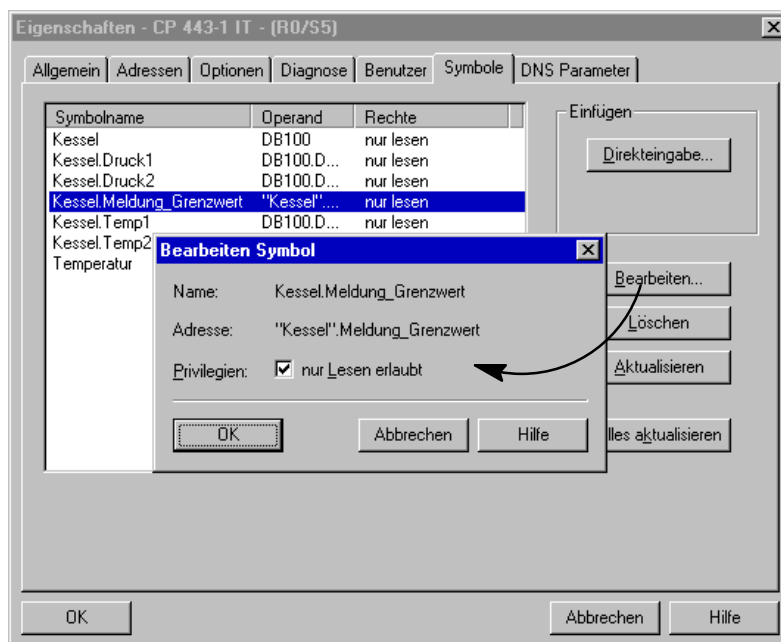 Eigenschaften - CP 443-1 IT - (R0/S5)
Allgemein Adressen Optionen Diagnose Benutzer Symbole DNS Parameter
Symbolname Operand Rechte
Kessel DB100 nur lesen
Kessel.Druck1 DB100.D... nur lesen
Kessel.Druck2 DB100.D... nur lesen
Kessel.Meldung_Grenzwert "Kessel".... nur lesen
Kessel.Temp1 DB100.D... nur lesen
Kessel.Temp2
Temperatur
Einfügen
Direkteingabe...
Bearbeiten...
Löschen
Aktualisieren
lles aktualisieren
Bearbeiten Symbol
Name: Kessel.Meldung_Grenzwert
Adresse: "Kessel".Meldung_Grenzwert
Privilegien: nur Lesen erlaubt
OK Abbrechen Hilfe
OK Abbrechen Hilfe